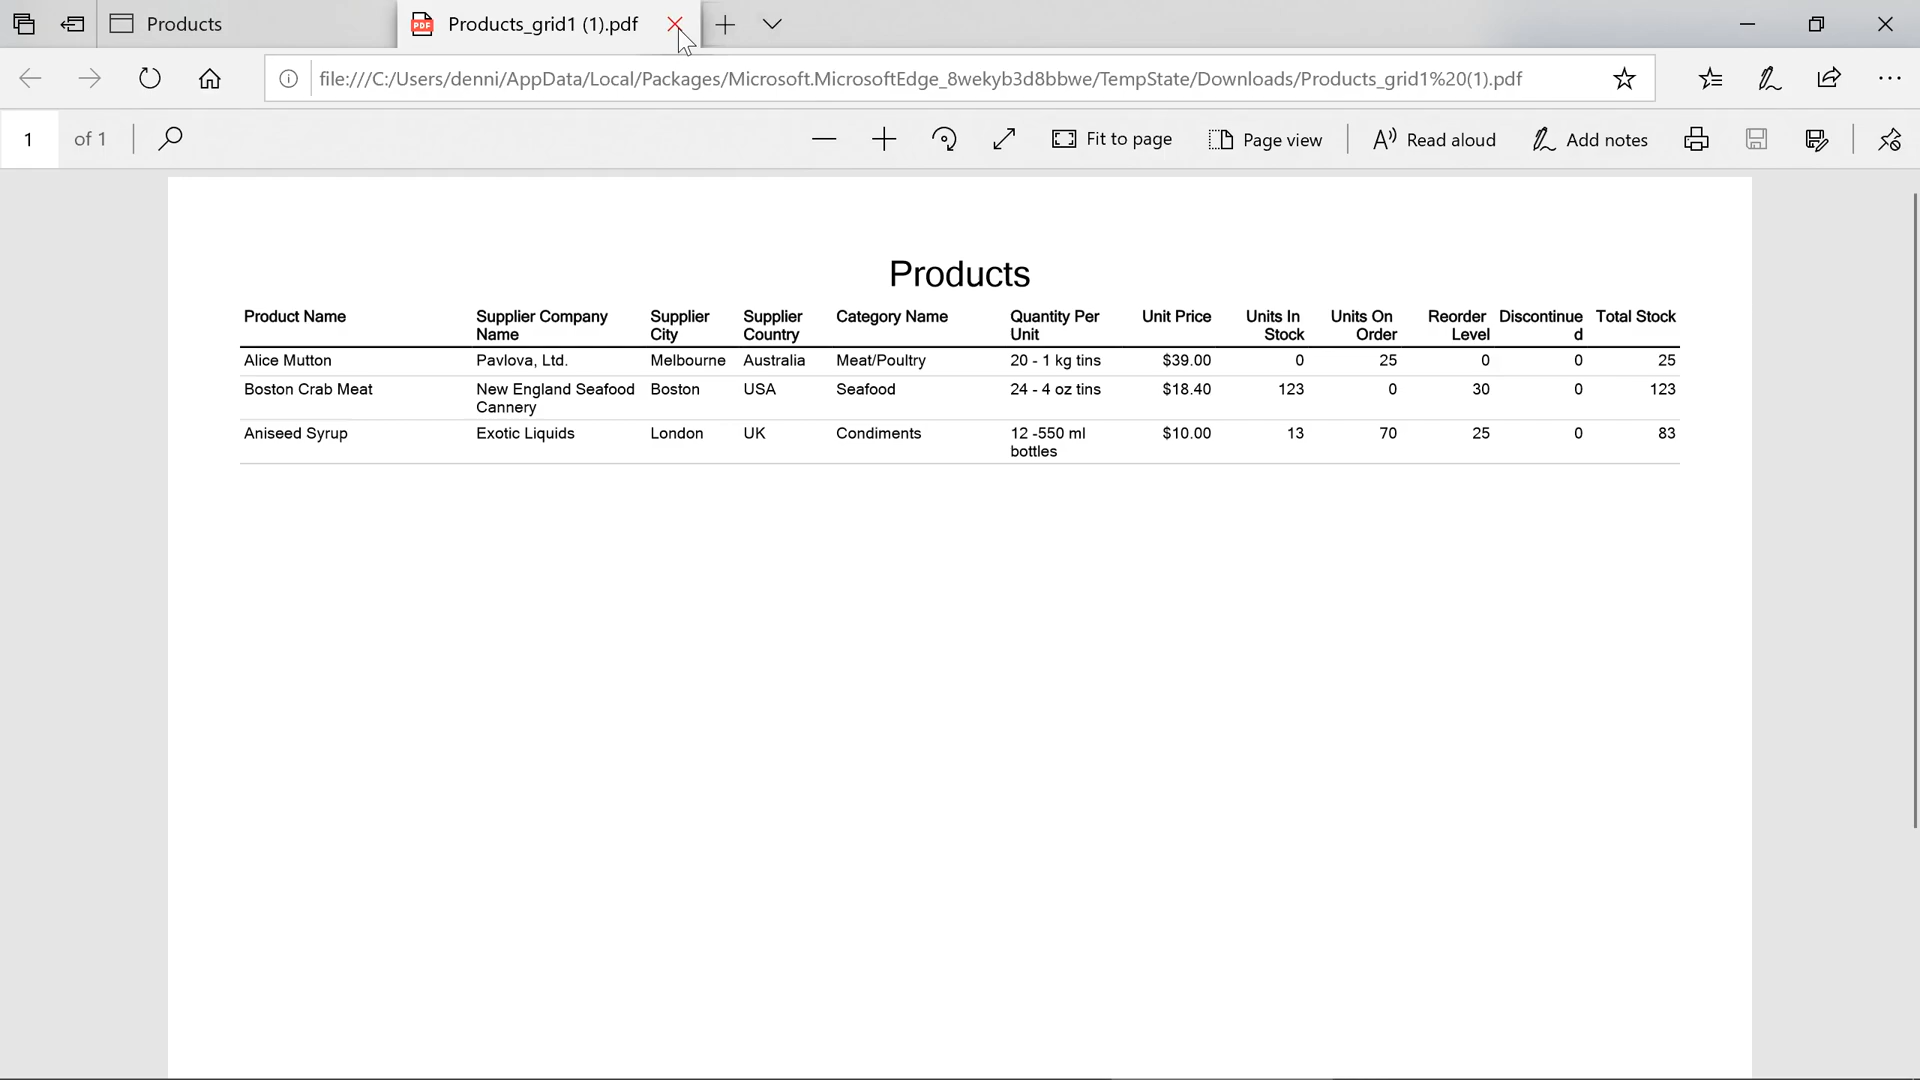 Products
Products_grid1 (1).pdf
file:///C:/Users/denni/AppData/Local/Packages/Microsoft.MicrosoftEdge_8wekyb3d8bbwe/TempState/Downloads/Products_grid1%20(1).pdf
1 of 1 Fit to page Page view Read aloud Add notes
Products
Product Name Supplier Company Name Supplier City Supplier Country Category Name Quantity Per Unit Unit Price Units In Stock Units On Order Reorder Level Discontinue d Total Stock
Alice Mutton Pavlova, Ltd. Melbourne Australia Meat/Poultry 20 - 1 kg tins $39.00 0 25 0 0 25
Boston Crab Meat New England Seafood Cannery Boston USA Seafood 24 - 4 oz tins $18.40 123 0 30 0 123
Aniseed Syrup Exotic Liquids London UK Condiments 12 -550 ml bottles $10.00 13 70 25 0 83